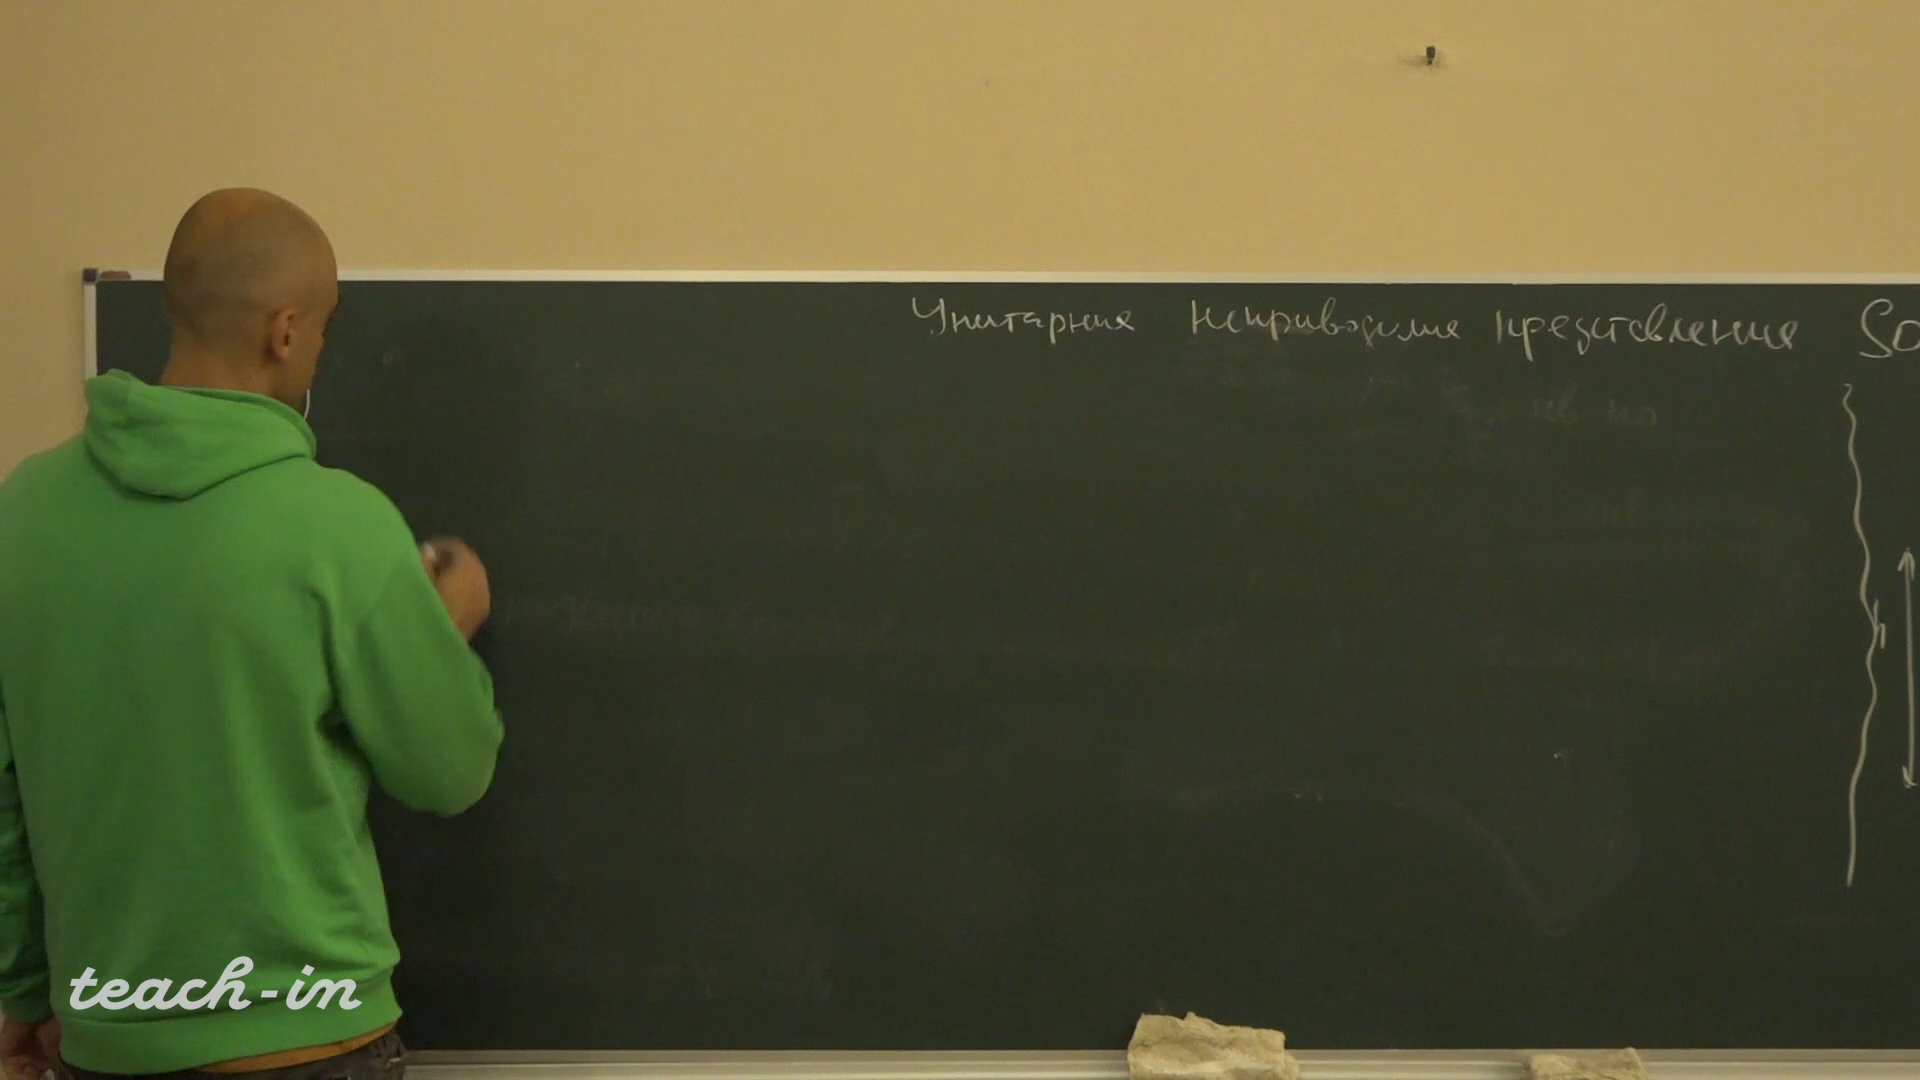 Унитарные неприводимые представления SO
h
teach-in